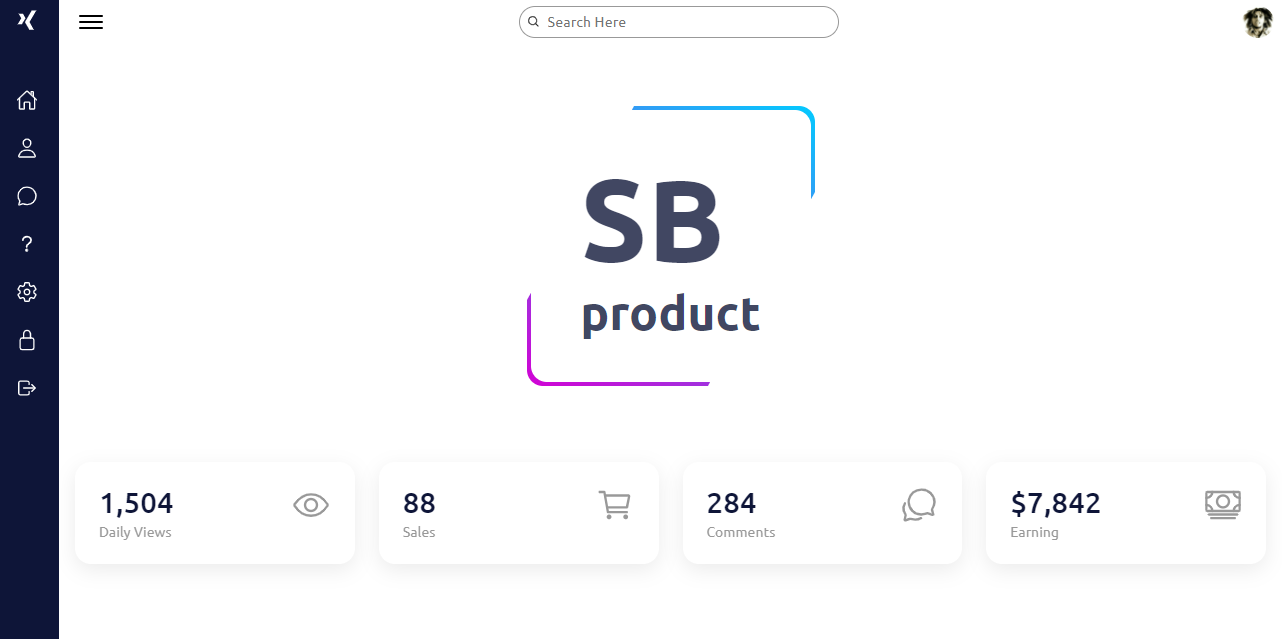 Search Here
SB
product
1,504
Daily Views
88
Sales
284
Comments
$7,842
Earning